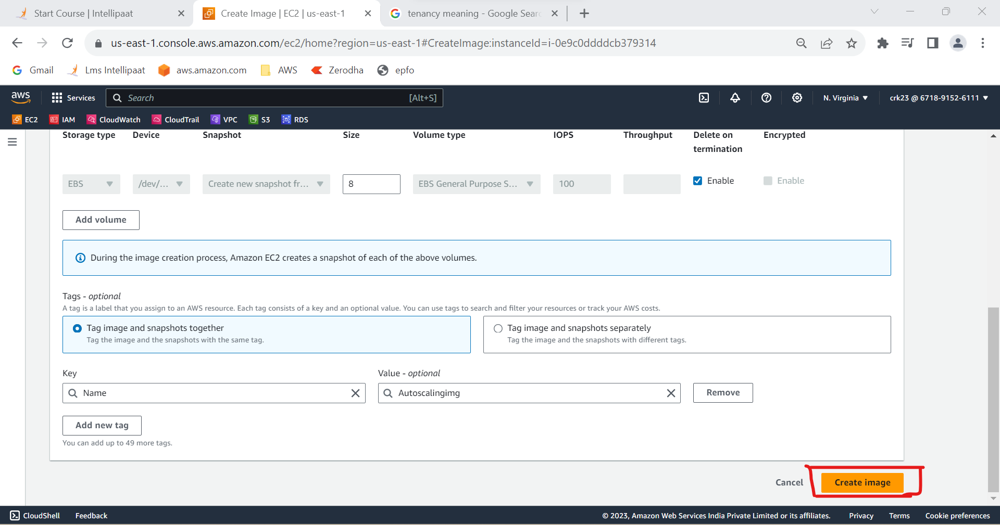 Start Course | Intellipaat
Create Image | EC2 | us-east-1
tenancy meaning - Google Sear
us-east-1.console.aws.amazon.com/ec2/home?region=us-east-1#CreateImage:instanceId=i-0e9c0ddddcb379314
Gmail
Lms Intellipaat
aws.amazon.com
AWS
Zerodha
epfo
aws
Services
Search
[Alt+S]
N. Virginia
crk23 @ 6718-9152-6111
EC2
IAM
CloudWatch
CloudTrail
VPC
S3
RDS
Storage type
Device
Snapshot
Size
Volume type
IOPS
Throughput
Delete on
termination
Encrypted
EBS
/dev/...
Create new snapshot fr...
8
EBS General Purpose S...
100
Enable
Enable
Add volume
During the image creation process, Amazon EC2 creates a snapshot of each of the above volumes.
Tags - optional
A tag is a label that you assign to an AWS resource. Each tag consists of a key and an optional value. You can use tags to search and filter your resources or track your AWS costs.
Tag image and snapshots together
Tag the image and the snapshots with the same tag.
Tag image and snapshots separately
Tag the image and the snapshots with different tags.
Key
Value - optional
Name
Autoscalingimg
Remove
Add new tag
You can add up to 49 more tags.
Cancel
Create image
CloudShell
Feedback
© 2023, Amazon Web Services India Private Limited or its affiliates.
Privacy
Terms
Cookie preferences